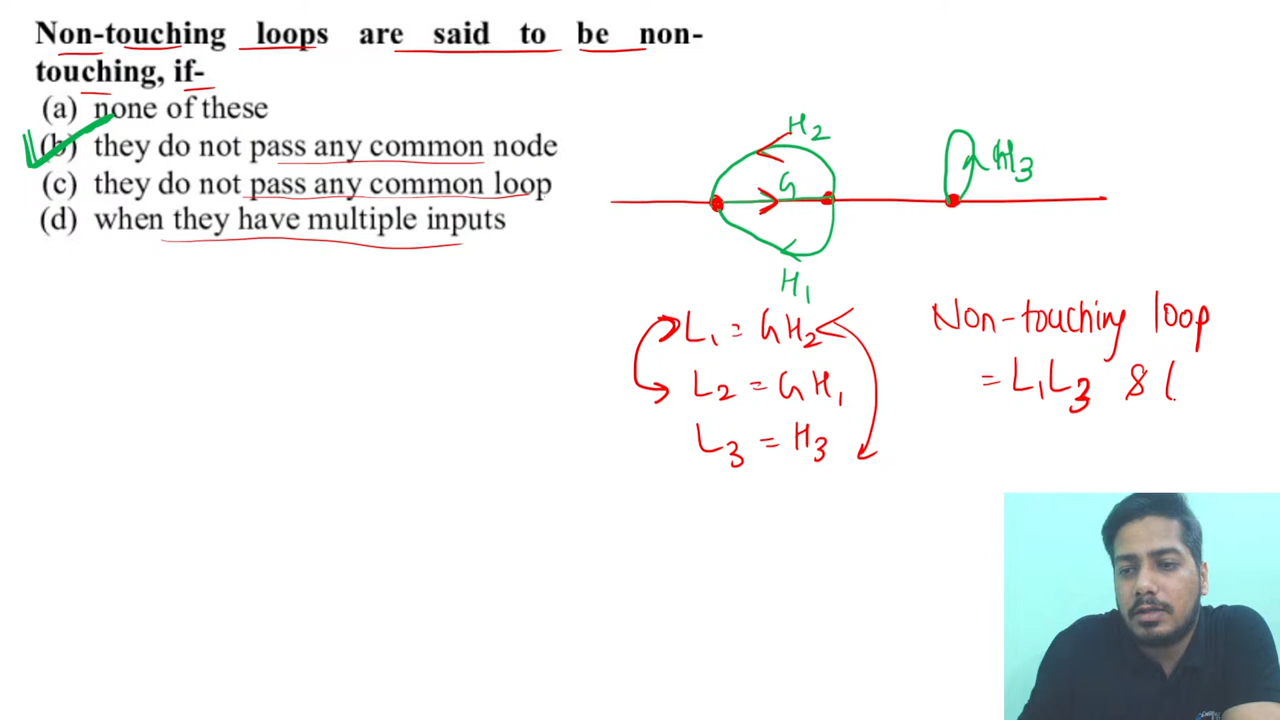 Non-touching loops are said to be non-
touching, if-
(a) none of these
(b) they do not pass any common node
(c) they do not pass any common loop
(d) when they have multiple inputs
H2
G
H3
H1
L1 = GH2
L2 = GH1
L3 = H3
Non-touching loop
= L1L3 & (